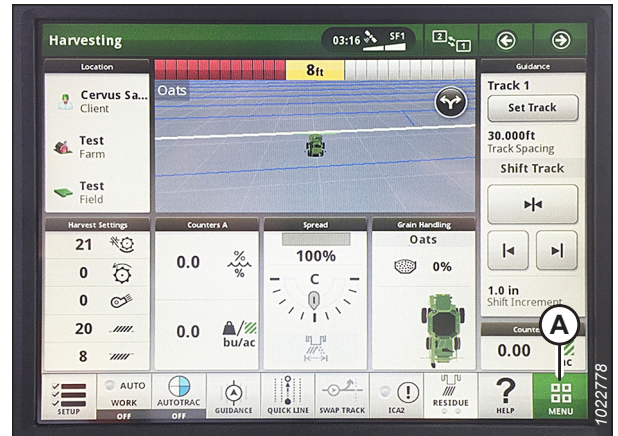 Harvesting
03:16
SF1
2
1
Location
8ft
Guidance
Cervus Sa...
Client
Test
Farm
Test
Field
Oats
Track 1
Set Track
30.000ft
Track Spacing
Shift Track
1.0 in
Shift Increment
Harvest Settings
21
0
0
20
8
Counters A
0.0
%
%
0.0
bu/ac
Spread
100%
C
Grain Handling
Oats
0%
A
0.00
SETUP
AUTO
WORK
OFF
AUTOTRAC
OFF
GUIDANCE
QUICK LINE
SWAP TRACK
ICA2
RESIDUE
?
HELP
MENU
1022778